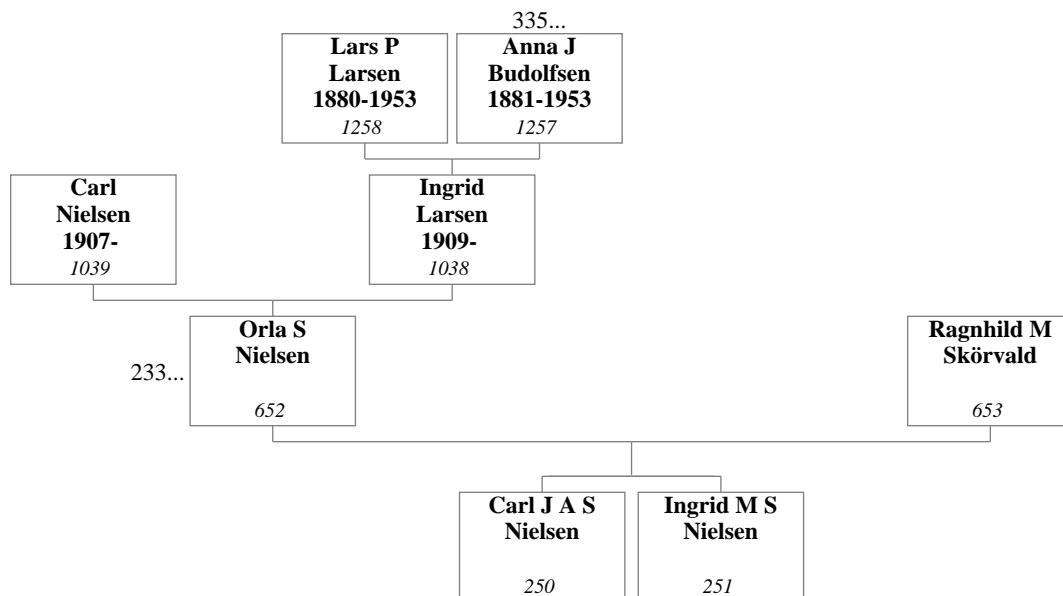 335...
Lars P
Larsen
1880-1953
1258
Anna J
Budolfsen
1881-1953
1257
Carl
Nielsen
1907-
1039
Ingrid
Larsen
1909-
1038
Orla S
Nielsen
233...
652
Ragnhild M
Skörvald
653
Carl J A S
Nielsen
250
Ingrid M S
Nielsen
251